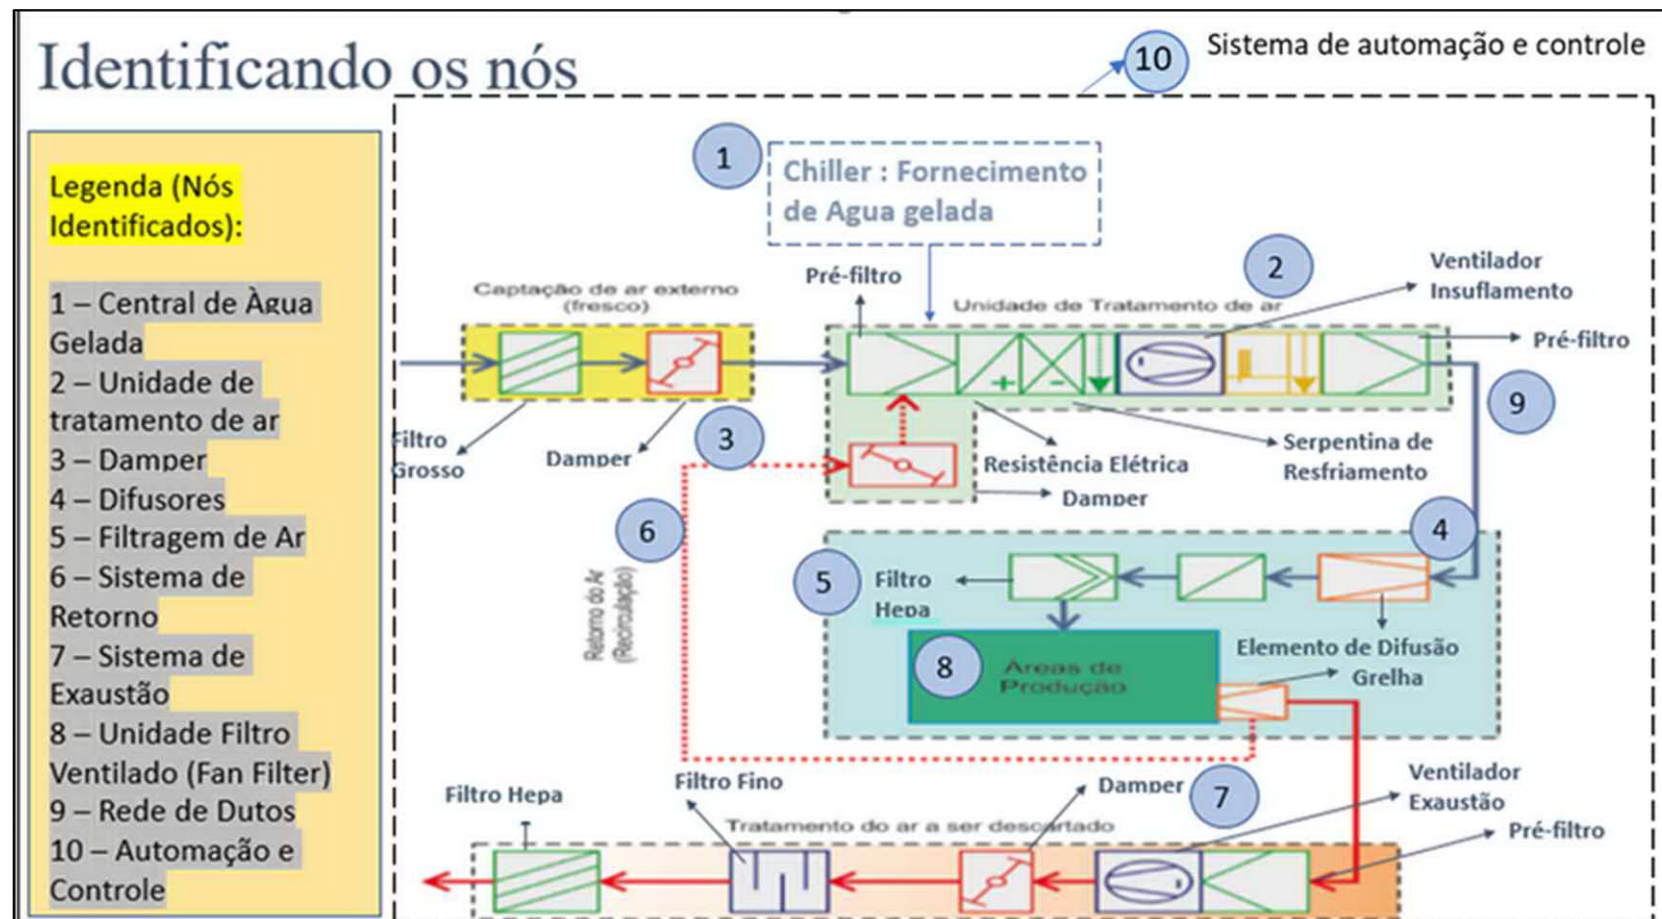 Identificando os nós
10
Sistema de automação e controle
Legenda (Nós
Identificados):
1 – Central de Àgua
Gelada
2 – Unidade de
tratamento de ar
3 – Damper
4 – Difusores
5 – Filtragem de Ar
6 – Sistema de
Retorno
7 – Sistema de
Exaustão
8 – Unidade Filtro
Ventilado (Fan Filter)
9 – Rede de Dutos
10 – Automação e
Controle
1
Chiller : Fornecimento
de Agua gelada
2
Ventilador
Insuflamento
Captação de ar externo
(fresco)
Pré-filtro
Unidade de Tratamento de ar
Pré-filtro
+
-
9
Filtro
Grosso
Damper
3
Resistência Elétrica
Serpentina de
Resfriamento
Damper
6
Retorno do Ar
(Recirculação)
4
5
Filtro
Hepa
Elemento de Difusão
Grelha
8
Áreas de
Produção
Filtro Hepa
Filtro Fino
Damper
7
Ventilador
Exaustão
Pré-filtro
Tratamento do ar a ser descartado